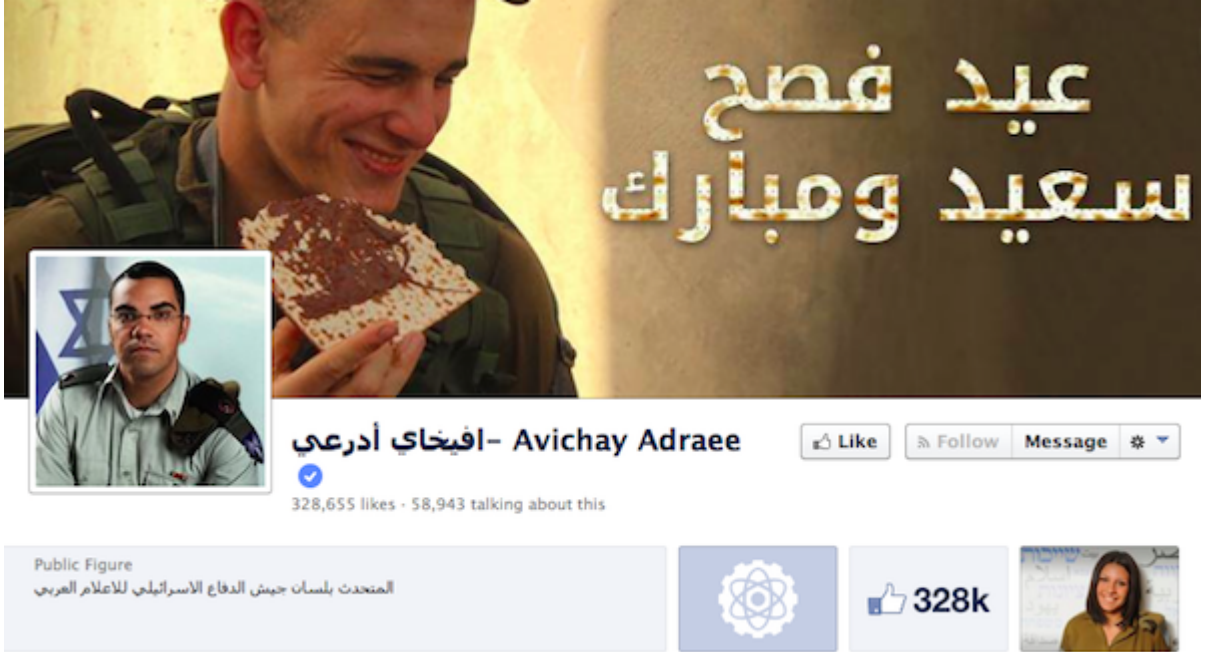 عيد فصح
سعيد ومبارك
افيخاي أدرعي- Avichay Adraee
Like
Follow
Message
328,655 likes · 58,943 talking about this
Public Figure
المتحدث بلسان جيش الدفاع الاسرائيلي للاعلام العربي
328k